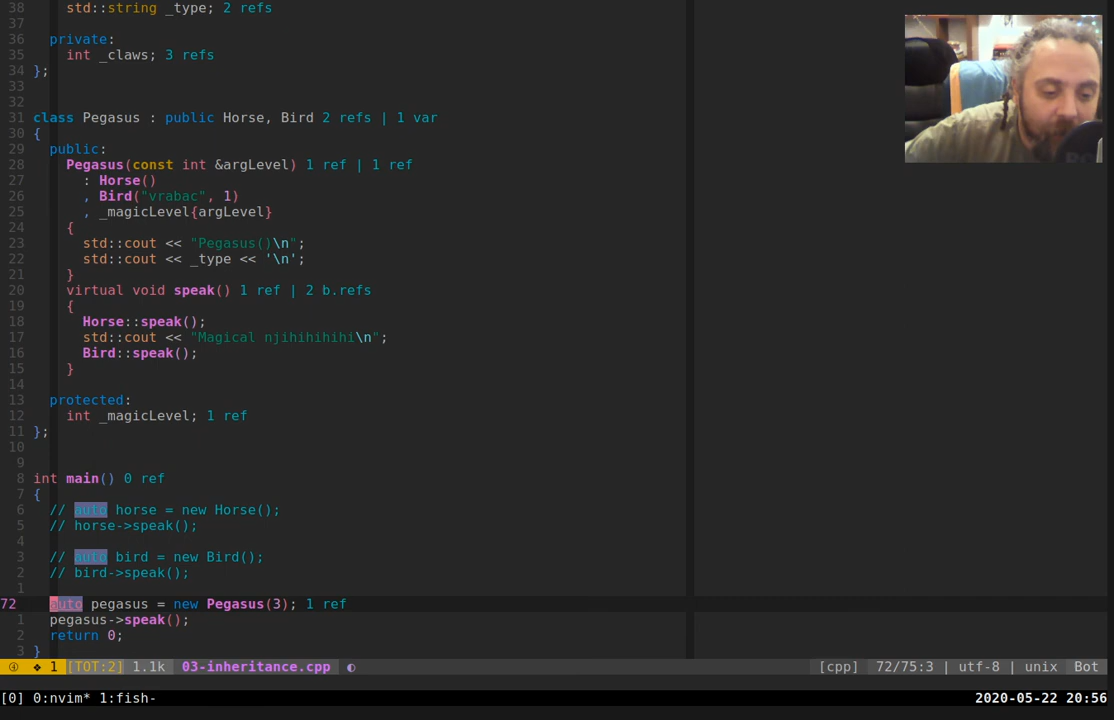 38     std::string _type; 2 refs
37
36   private:
35     int _claws; 3 refs
34 };
33
32
31 class Pegasus : public Horse, Bird 2 refs | 1 var
30 {
29   public:
28     Pegasus(const int &argLevel) 1 ref | 1 ref
27       : Horse()
26       , Bird("vrabac", 1)
25       , _magicLevel{argLevel}
24     {
23       std::cout << "Pegasus()\n";
22       std::cout << _type << '\n';
21     }
20     virtual void speak() 1 ref | 2 b.refs
19     {
18       Horse::speak();
17       std::cout << "Magical njihihihihi\n";
16       Bird::speak();
15     }
14
13   protected:
12     int _magicLevel; 1 ref
11 };
10
9
8 int main() 0 ref
7 {
6   // auto horse = new Horse();
5   // horse->speak();
4
3   // auto bird = new Bird();
2   // bird->speak();
1
72   auto pegasus = new Pegasus(3); 1 ref
1   pegasus->speak();
2   return 0;
3 }
④ ❖ 1 [TOT:2] 1.1k 03-inheritance.cpp ◐ [cpp] 72/75:3 | utf-8 | unix Bot
[0] 0:nvim* 1:fish- 2020-05-22 20:56